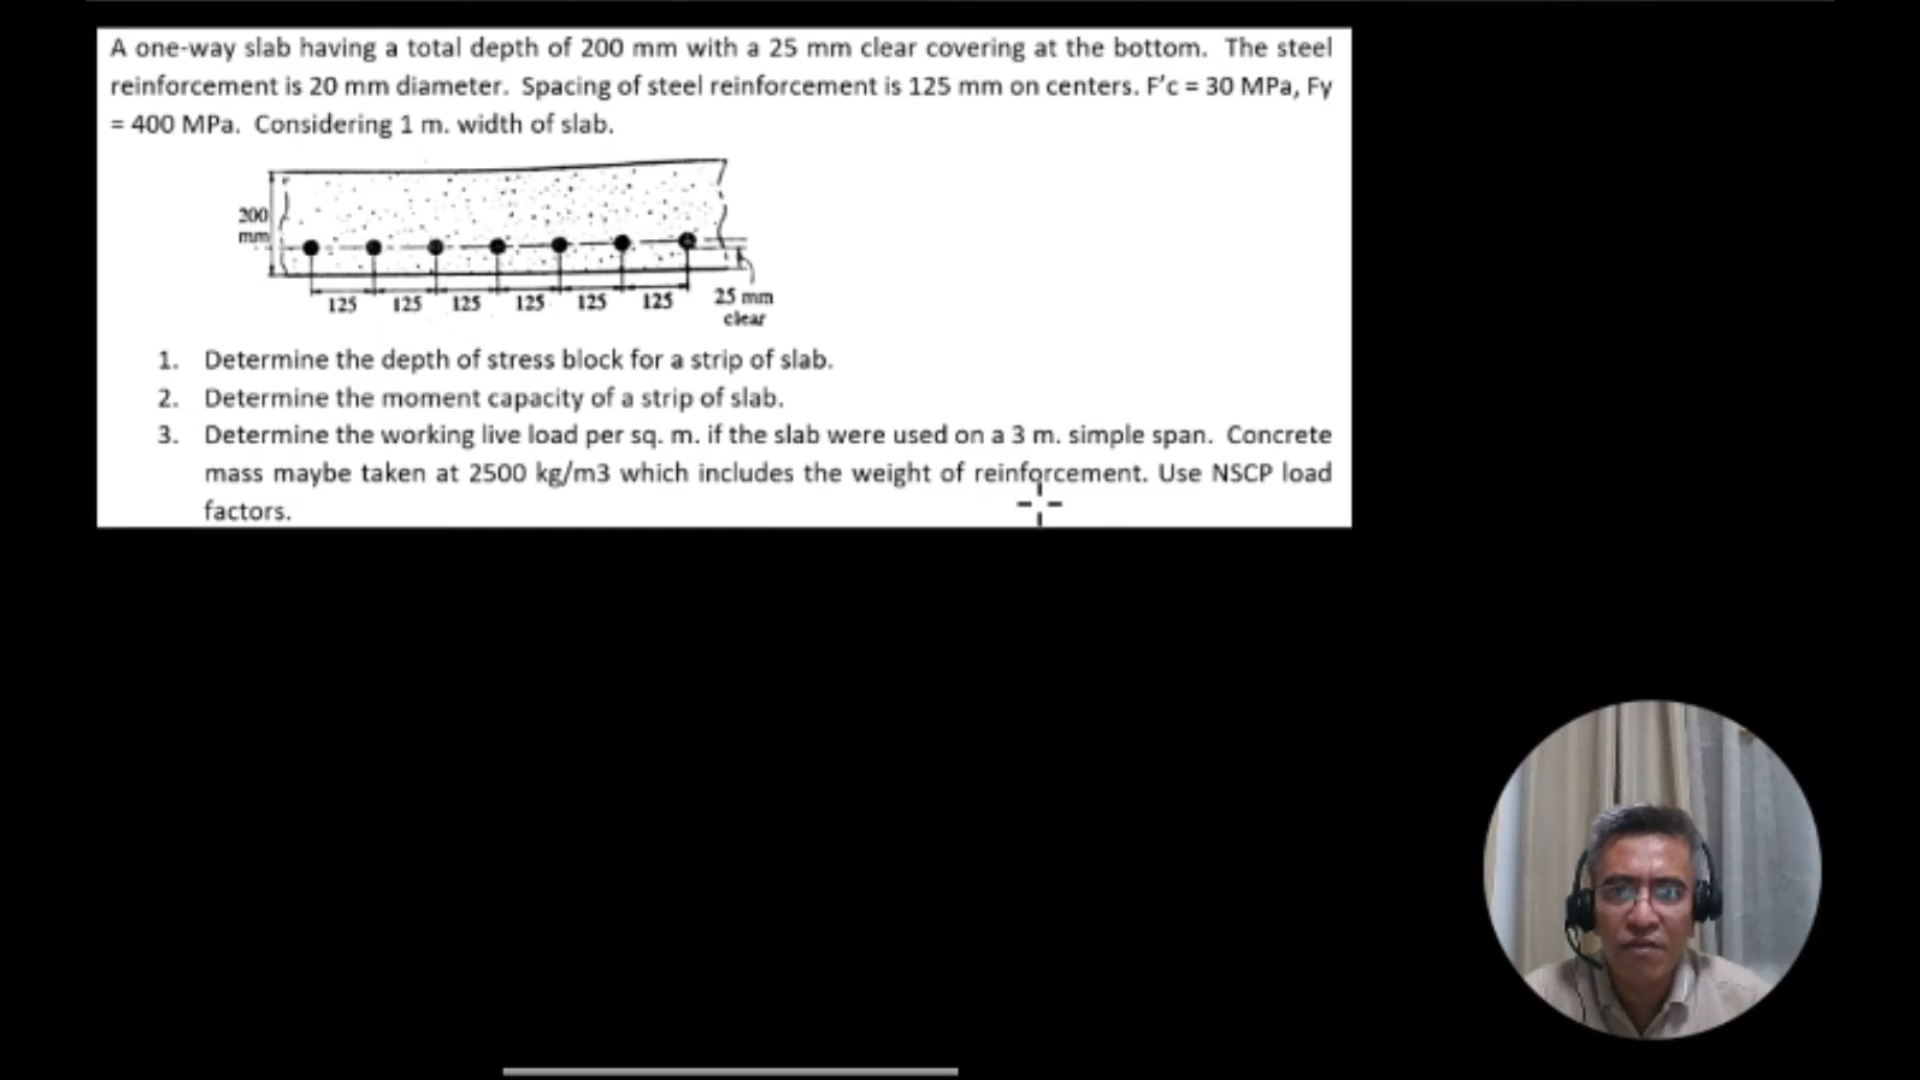 A one-way slab having a total depth of 200 mm with a 25 mm clear covering at the bottom. The steel
reinforcement is 20 mm diameter. Spacing of steel reinforcement is 125 mm on centers. F'c = 30 MPa, Fy
= 400 MPa. Considering 1 m. width of slab.
200
mm
125 125 125 125 125 125 25 mm
clear
1. Determine the depth of stress block for a strip of slab.
2. Determine the moment capacity of a strip of slab.
3. Determine the working live load per sq. m. if the slab were used on a 3 m. simple span. Concrete
mass maybe taken at 2500 kg/m3 which includes the weight of reinforcement. Use NSCP load
factors.